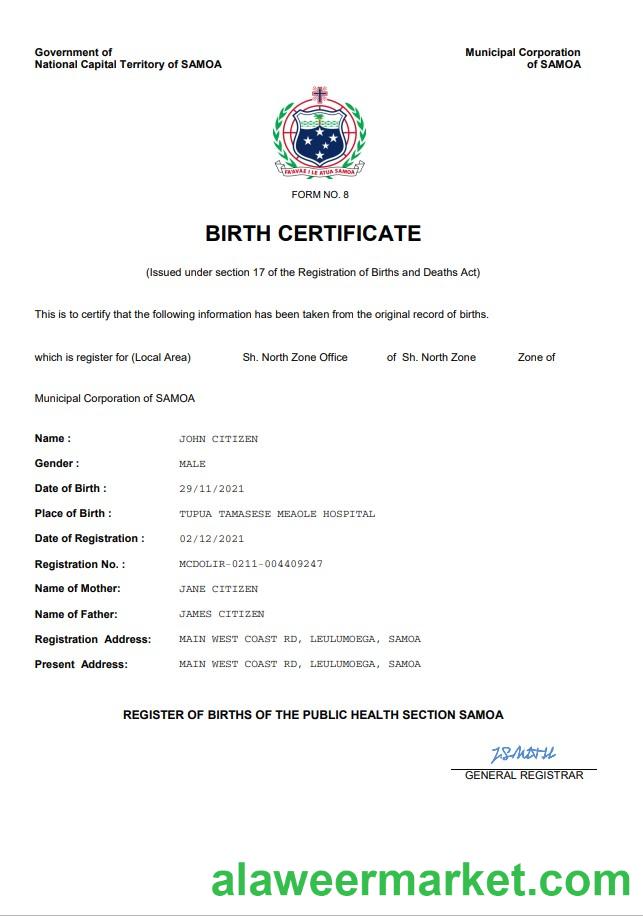 Government of
National Capital Territory of SAMOA
Municipal Corporation
of SAMOA
FA'AVAE I LE ATUA SAMOA
FORM NO. 8
BIRTH CERTIFICATE
(Issued under section 17 of the Registration of Births and Deaths Act)
This is to certify that the following information has been taken from the original record of births.
which is register for (Local Area) Sh. North Zone Office of Sh. North Zone Zone of
Municipal Corporation of SAMOA
Name : JOHN CITIZEN
Gender : MALE
Date of Birth : 29/11/2021
Place of Birth : TUPUA TAMASESE MEAOLE HOSPITAL
Date of Registration : 02/12/2021
Registration No. : MCDOLIR-0211-004409247
Name of Mother: JANE CITIZEN
Name of Father: JAMES CITIZEN
Registration Address: MAIN WEST COAST RD, LEULUMOEGA, SAMOA
Present Address: MAIN WEST COAST RD, LEULUMOEGA, SAMOA
REGISTER OF BIRTHS OF THE PUBLIC HEALTH SECTION SAMOA
GENERAL REGISTRAR
alaweermarket.com